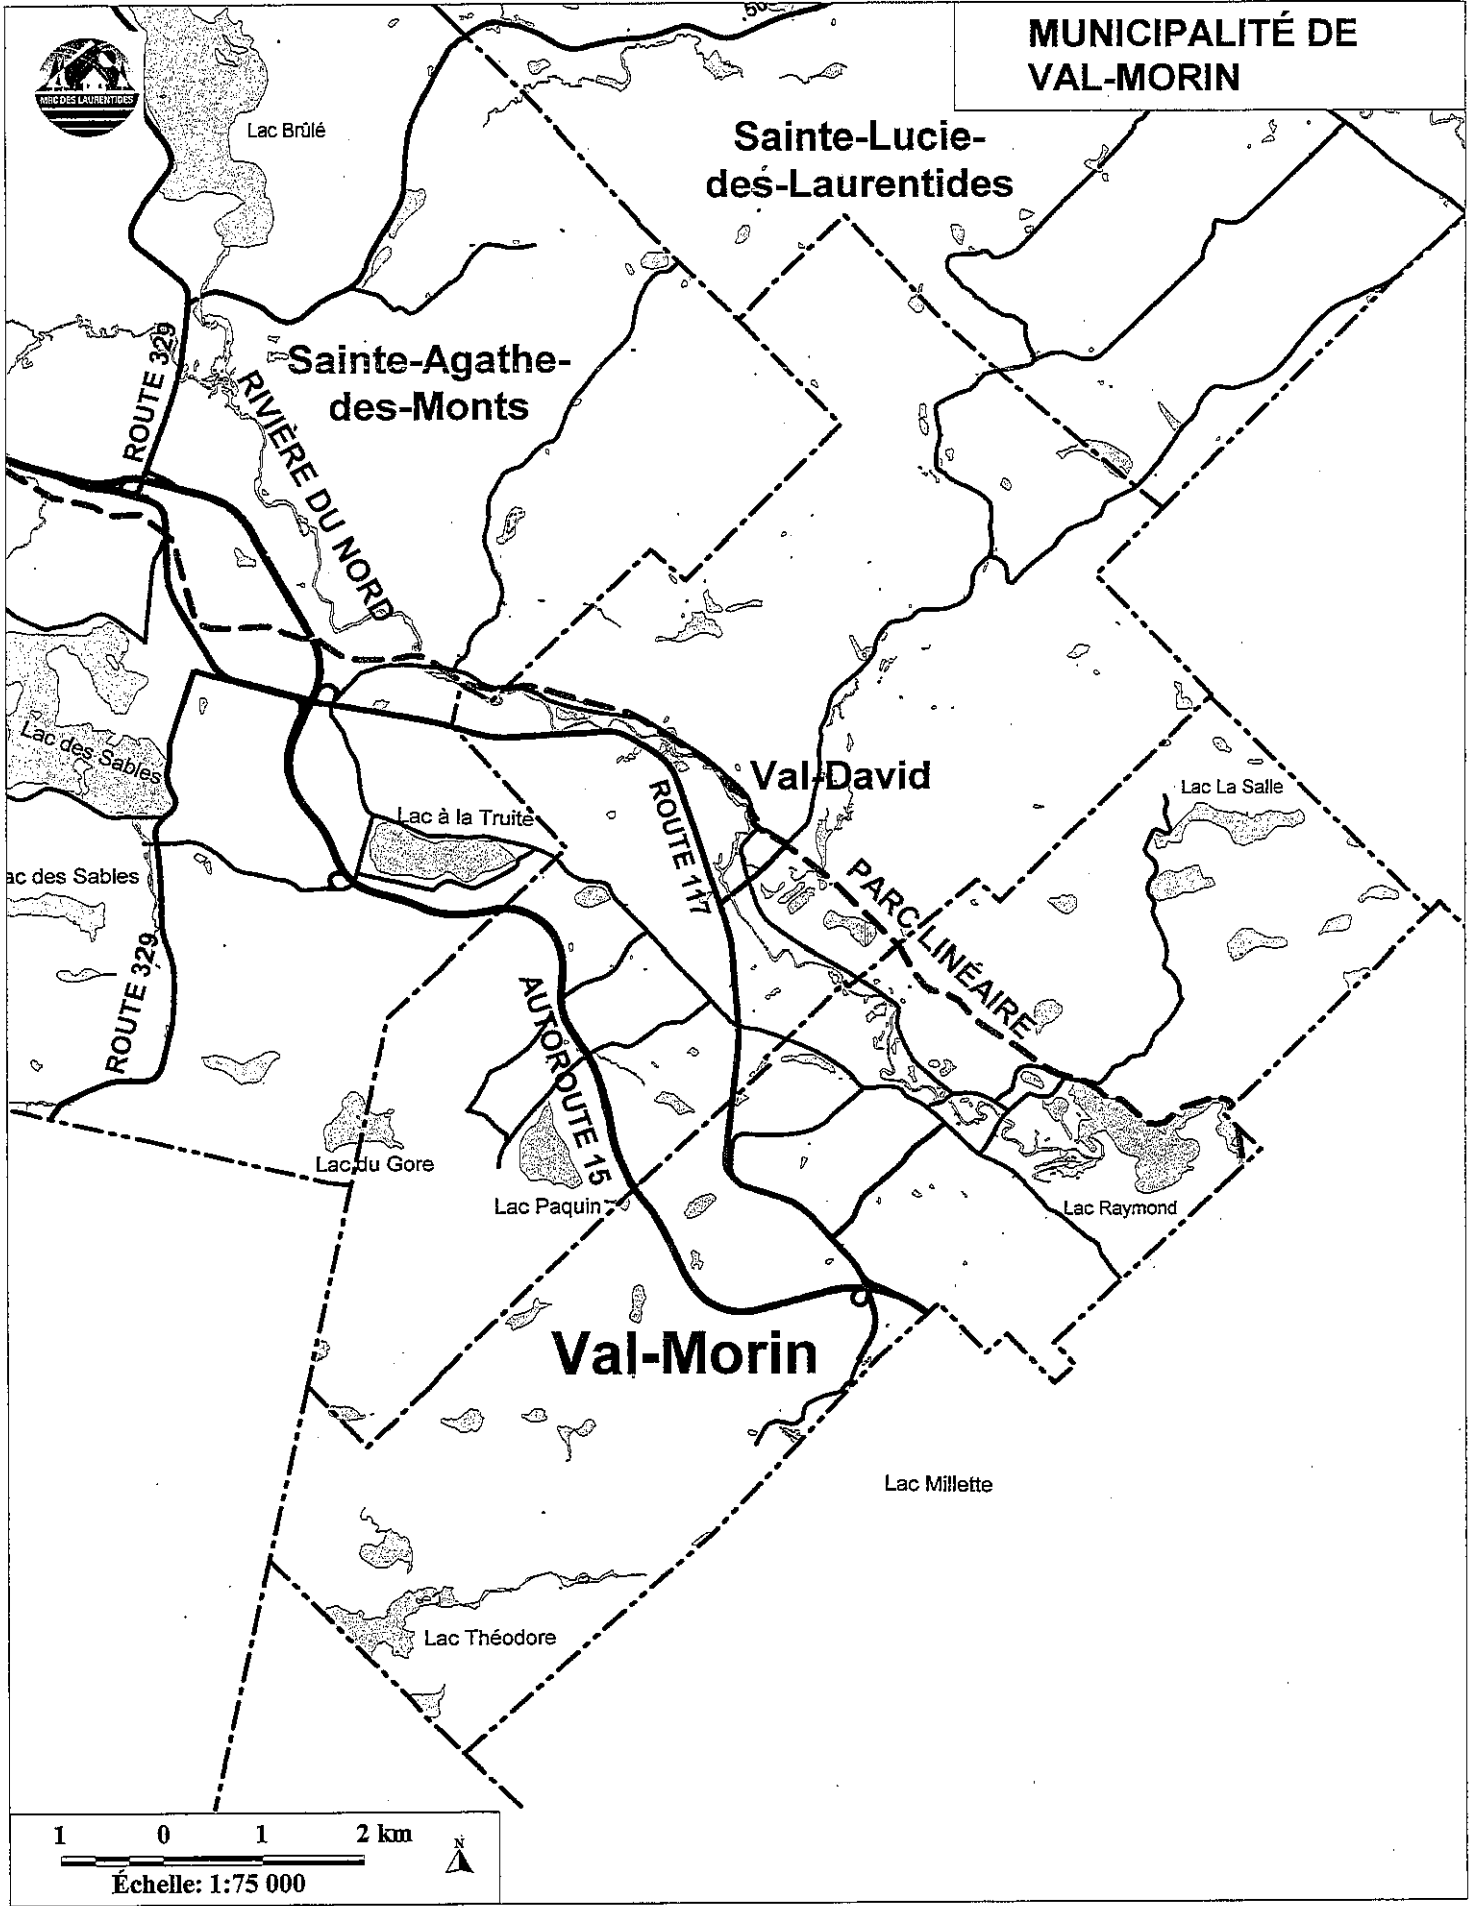 MUNICIPALITÉ DE
VAL-MORIN
MRC DES LAURENTIDES
Lac Brûlé
Sainte-Lucie-
des-Laurentides
Sainte-Agathe-
des-Monts
ROUTE 329
RIVIÈRE DU NORD
Lac des Sables
Lac à la Truite
ROUTE 117
Val-David
Lac La Salle
ac des Sables
ROUTE 329
PARC LINÉAIRE
AUTOROUTE 15
Lac du Gore
Lac Paquin
Lac Raymond
Val-Morin
Lac Millette
Lac Théodore
1 0 1 2 km
N
Échelle: 1:75 000